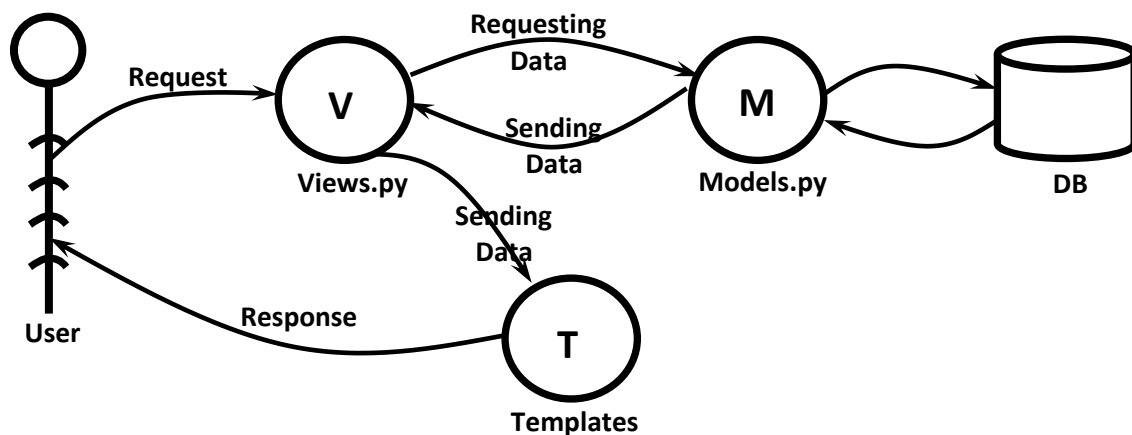 Requesting
Data
Request
V
M
Sending
Data
Views.py
Models.py
DB
Sending
Data
User
Response
T
Templates